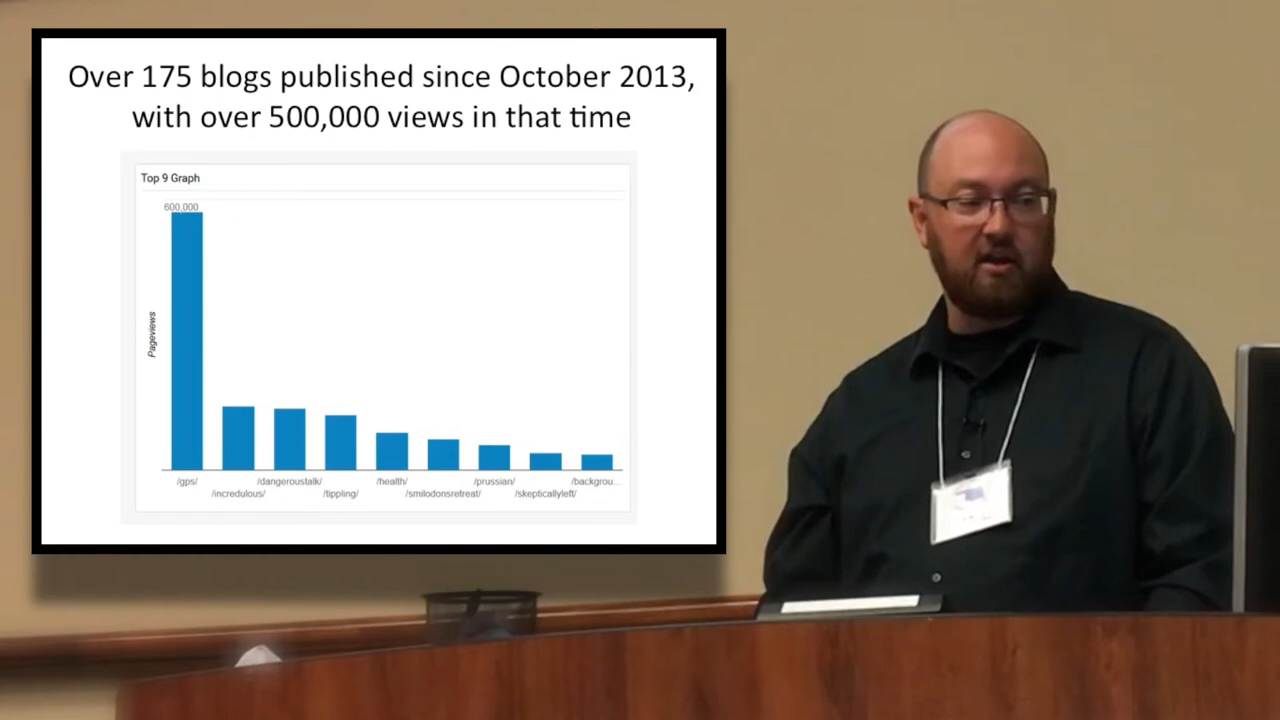 Over 175 blogs published since October 2013,
with over 500,000 views in that time
Top 9 Graph
600,000
Pageviews
/gps/
/incredulous/
/dangeroustalk/
/tippling/
/health/
/smilodonsretreat/
/prussian/
/skepticallyleft/
/backgrou...